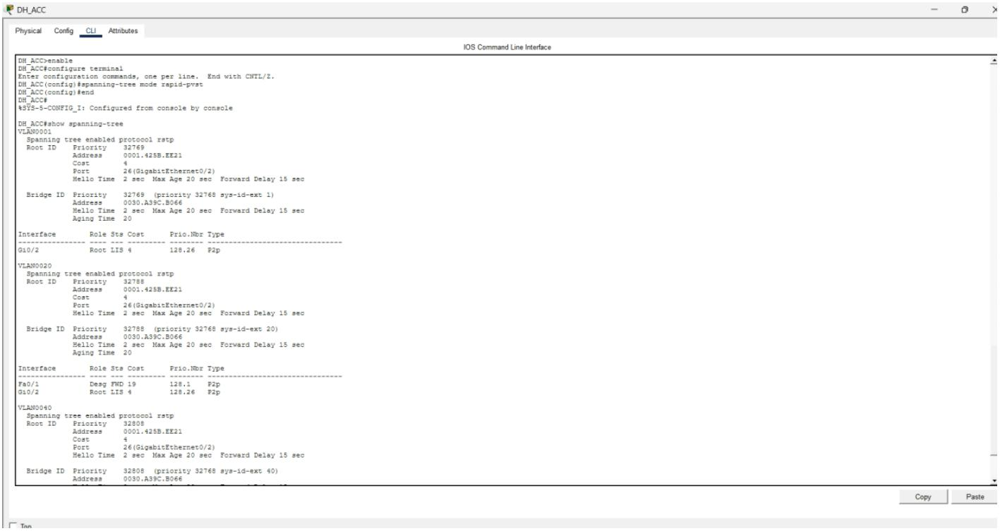 DH_ACC
Physical Config CLI Attributes
IOS Command Line Interface
DH_ACC>enable
DH_ACC#configure terminal
Enter configuration commands, one per line.  End with CNTL/Z.
DH_ACC(config)#spanning-tree mode rapid-pvst
DH_ACC(config)#end
DH_ACC#
%SYS-5-CONFIG_I: Configured from console by console
DH_ACC#show spanning-tree
VLAN0001
  Spanning tree enabled protocol rstp
  Root ID    Priority    32769
             Address     0001.425B.EE21
             Cost        4
             Port        26(GigabitEthernet0/2)
             Hello Time  2 sec  Max Age 20 sec  Forward Delay 15 sec
  Bridge ID  Priority    32769  (priority 32768 sys-id-ext 1)
             Address     0030.A39C.B066
             Hello Time  2 sec  Max Age 20 sec  Forward Delay 15 sec
             Aging Time  20
Interface        Role Sts Cost      Prio.Nbr Type
---------------- ---- --- --------- -------- --------------------------------
Gi0/2            Root LIS 4         128.26   P2p
VLAN0020
  Spanning tree enabled protocol rstp
  Root ID    Priority    32788
             Address     0001.425B.EE21
             Cost        4
             Port        26(GigabitEthernet0/2)
             Hello Time  2 sec  Max Age 20 sec  Forward Delay 15 sec
  Bridge ID  Priority    32788  (priority 32768 sys-id-ext 20)
             Address     0030.A39C.B066
             Hello Time  2 sec  Max Age 20 sec  Forward Delay 15 sec
             Aging Time  20
Interface        Role Sts Cost      Prio.Nbr Type
---------------- ---- --- --------- -------- --------------------------------
Fa0/1            Desg FWD 19        128.1    P2p
Gi0/2            Root LIS 4         128.26   P2p
VLAN0040
  Spanning tree enabled protocol rstp
  Root ID    Priority    32808
             Address     0001.425B.EE21
             Cost        4
             Port        26(GigabitEthernet0/2)
             Hello Time  2 sec  Max Age 20 sec  Forward Delay 15 sec
  Bridge ID  Priority    32808  (priority 32768 sys-id-ext 40)
             Address     0030.A39C.B066
Copy Paste
Top